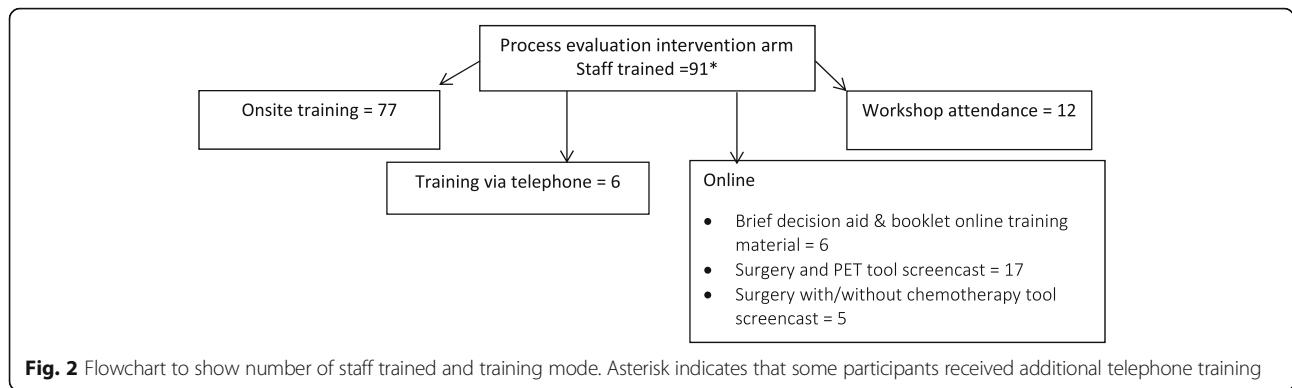 Process evaluation intervention arm
Staff trained =91*
Onsite training = 77
Workshop attendance = 12
Training via telephone = 6
Online
• Brief decision aid & booklet online training
material = 6
• Surgery and PET tool screencast = 17
• Surgery with/without chemotherapy tool
screencast = 5
Fig. 2 Flowchart to show number of staff trained and training mode. Asterisk indicates that some participants received additional telephone training